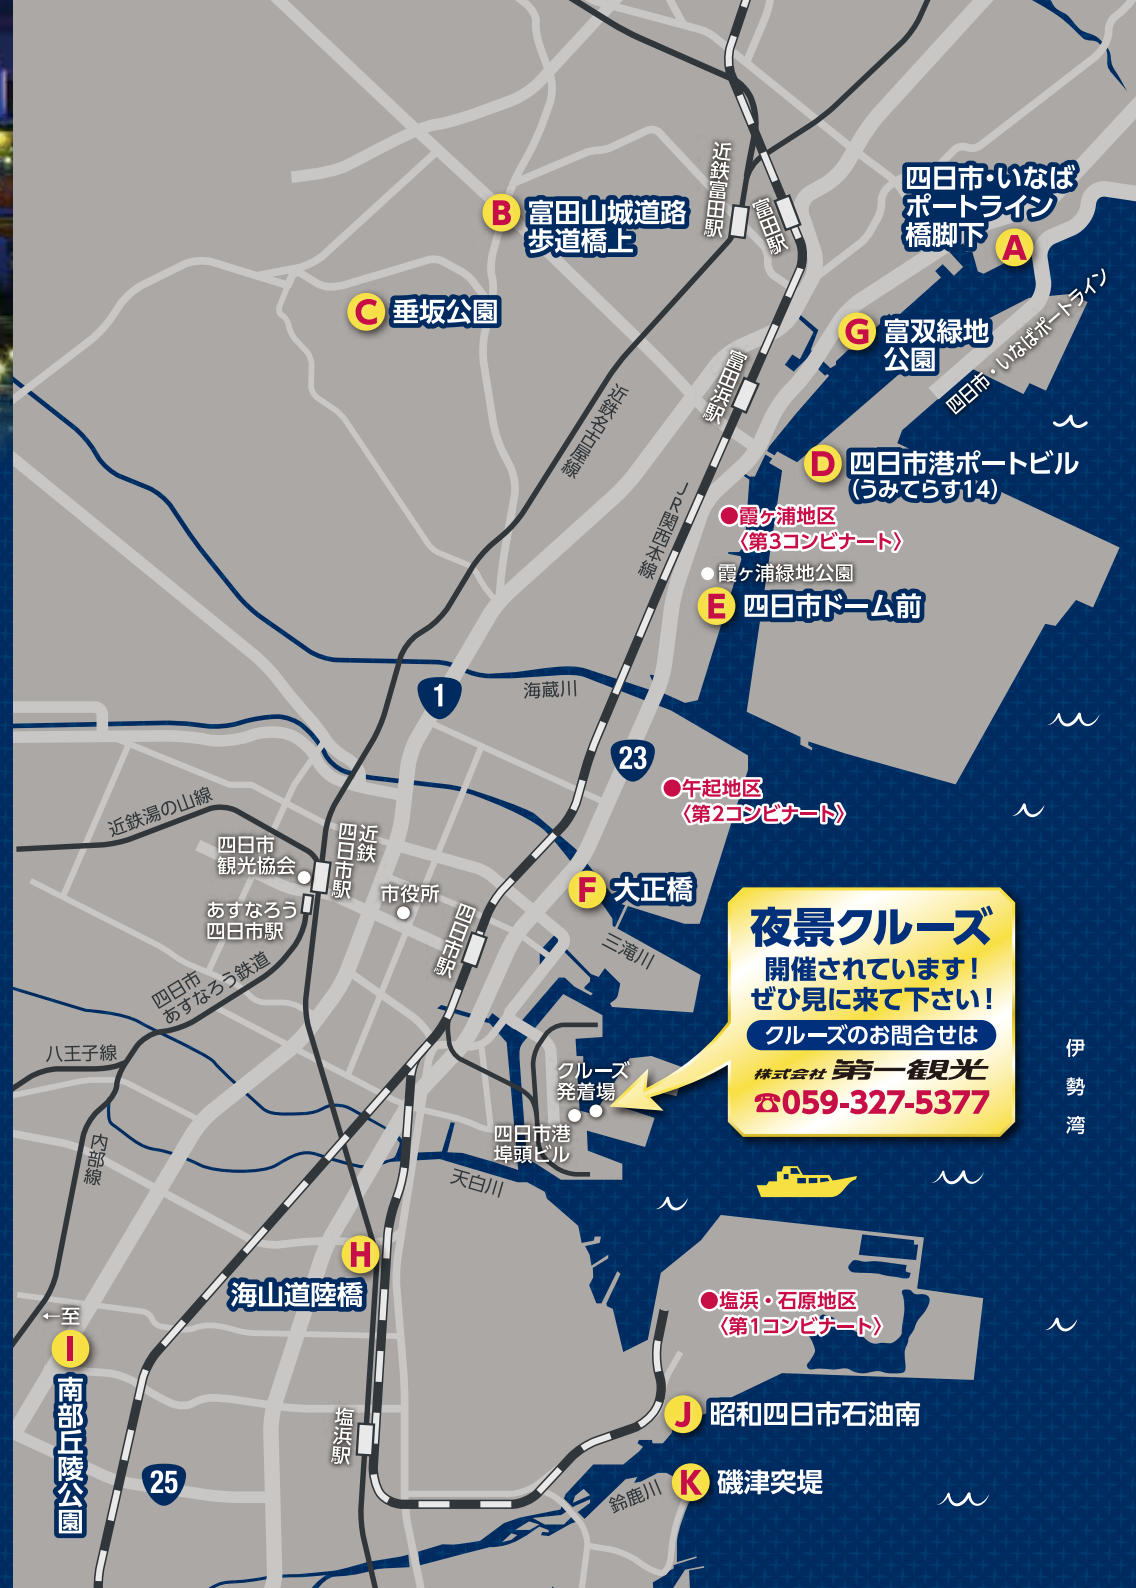 近鉄富田駅
富田駅
四日市・いなば
ポートライン
橋脚下
A
B
富田山城道路
歩道橋上
C
垂坂公園
G
富双緑地
公園
四日市・いなばポートライン
富田浜駅
近鉄名古屋線
D
四日市港ポートビル
(うみてらす14)
JR関西本線
●霞ヶ浦地区
〈第3コンビナート〉
霞ヶ浦緑地公園
E
四日市ドーム前
海蔵川
1
23
●午起地区
〈第2コンビナート〉
近鉄湯の山線
近鉄
四日市駅
四日市
観光協会
市役所
あすなろう
四日市駅
四日市駅
F
大正橋
三滝川
四日市
あすなろう鉄道
八王子線
内部線
夜景クルーズ
開催されています!
ぜひ見に来て下さい!
クルーズのお問合せは
株式会社 第一観光
☎059-327-5377
クルーズ
発着場
四日市港
埠頭ビル
伊勢湾
天白川
H
海山道陸橋
●塩浜・石原地区
〈第1コンビナート〉
←至
I
南部丘陵公園
塩浜駅
J
昭和四日市石油南
25
鈴鹿川
K
磯津突堤